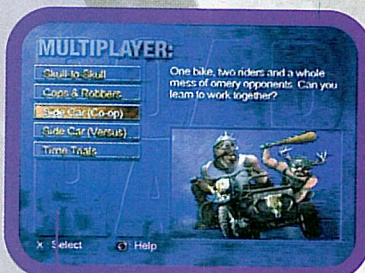 MULTIPLAYER:
Skull-to-Skull
Cops & Robbers
Side Car (Co-op)
Side Car (Versus)
Time Trials
One bike, two riders and a whole
mess of ornery opponents. Can you
learn to work together?
X Select
Help